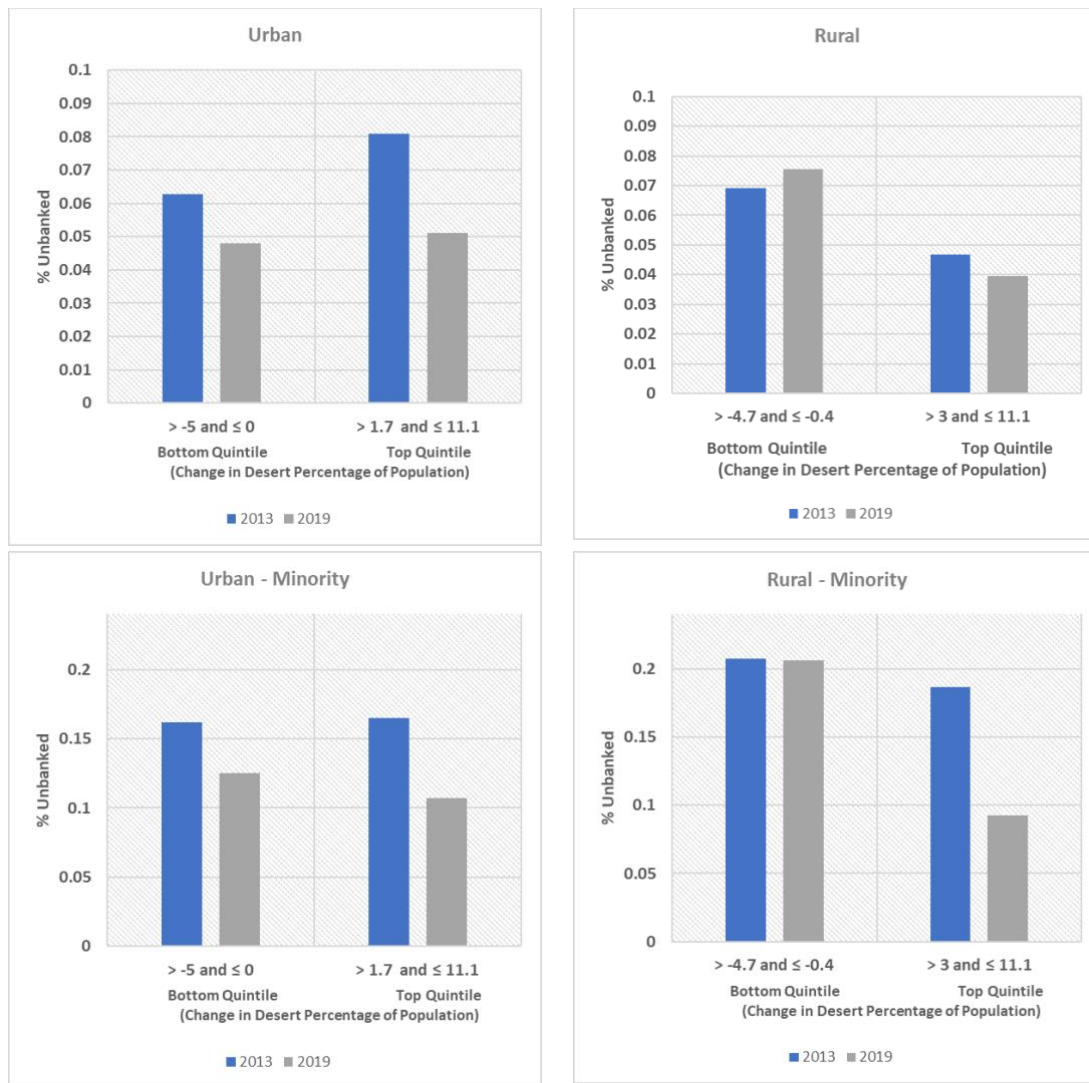 Urban
% Unbanked
0.1
0.09
0.08
0.07
0.06
0.05
0.04
0.03
0.02
0.01
0
> -5 and ≤ 0 > 1.7 and ≤ 11.1
Bottom Quintile Top Quintile
(Change in Desert Percentage of Population)
2013 2019
Rural
% Unbanked
0.1
0.09
0.08
0.07
0.06
0.05
0.04
0.03
0.02
0.01
0
> -4.7 and ≤ -0.4 > 3 and ≤ 11.1
Bottom Quintile Top Quintile
(Change in Desert Percentage of Population)
2013 2019
Urban - Minority
% Unbanked
0.2
0.15
0.1
0.05
0
> -5 and ≤ 0 > 1.7 and ≤ 11.1
Bottom Quintile Top Quintile
(Change in Desert Percentage of Population)
2013 2019
Rural - Minority
% Unbanked
0.2
0.15
0.1
0.05
0
> -4.7 and ≤ -0.4 > 3 and ≤ 11.1
Bottom Quintile Top Quintile
(Change in Desert Percentage of Population)
2013 2019